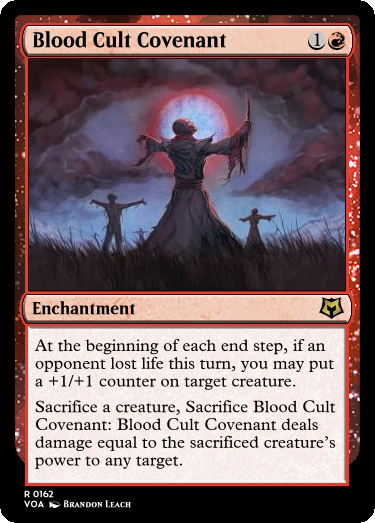 Blood Cult Covenant 1
Enchantment
At the beginning of each end step, if an
opponent lost life this turn, you may put
a +1/+1 counter on target creature.
Sacrifice a creature, Sacrifice Blood Cult
Covenant: Blood Cult Covenant deals
damage equal to the sacrificed creature's
power to any target.
R 0162
VOA Brandon Leach